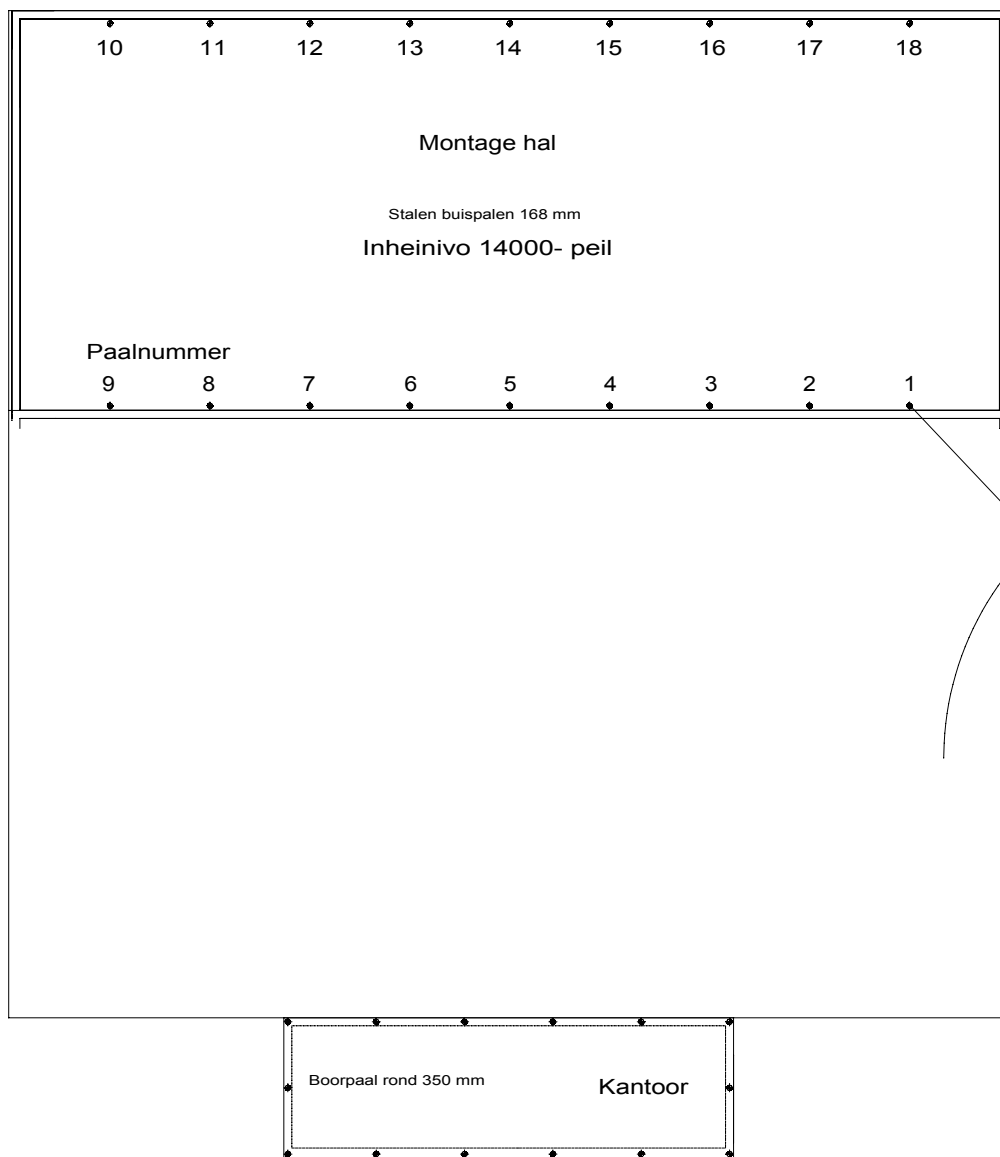 10 11 12 13 14 15 16 17 18
Montage hal
Stalen buispalen 168 mm
Inheinivo 14000- peil
Paalnummer
9 8 7 6 5 4 3 2 1
Boorpaal rond 350 mm
Kantoor